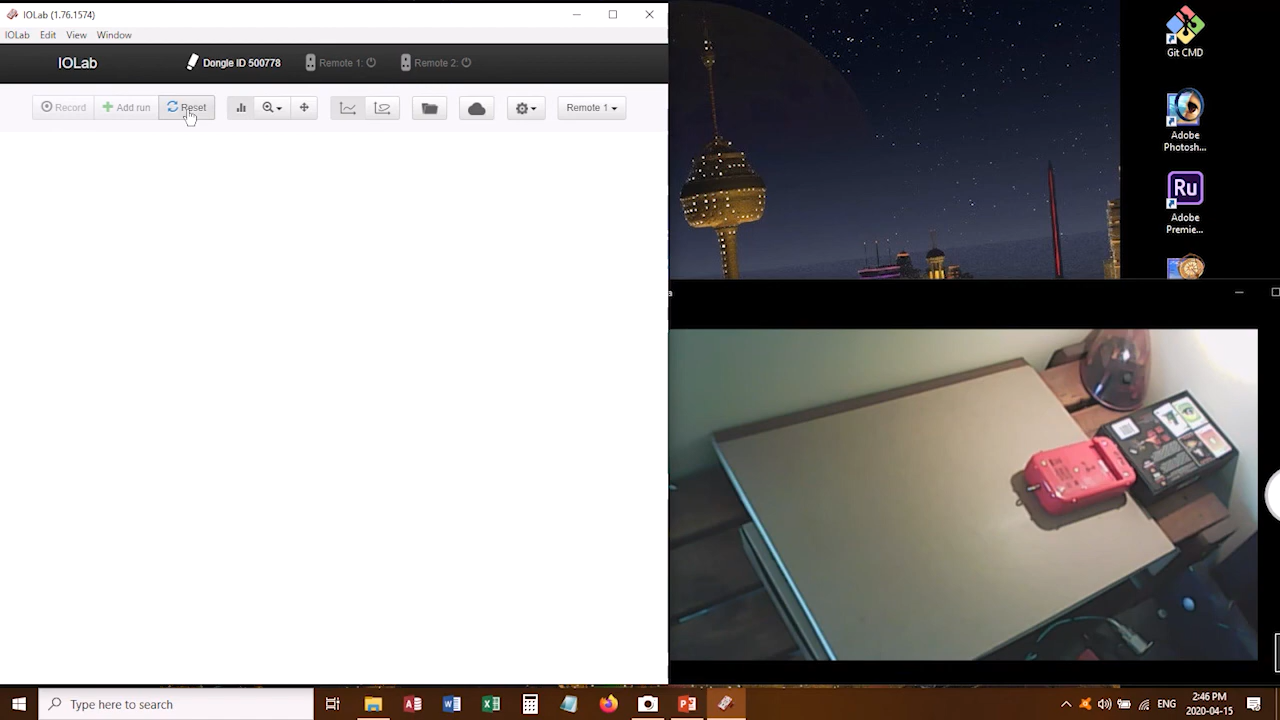 IOLab (1.76.1574)
IOLab Edit View Window
IOLab Dongle ID 500778 Remote 1: Remote 2:
Record Add run Reset Remote 1
Git CMD
Adobe
Photosh...
Ru
Adobe
Premie...
Type here to search
ENG
2:46 PM
2020-04-15